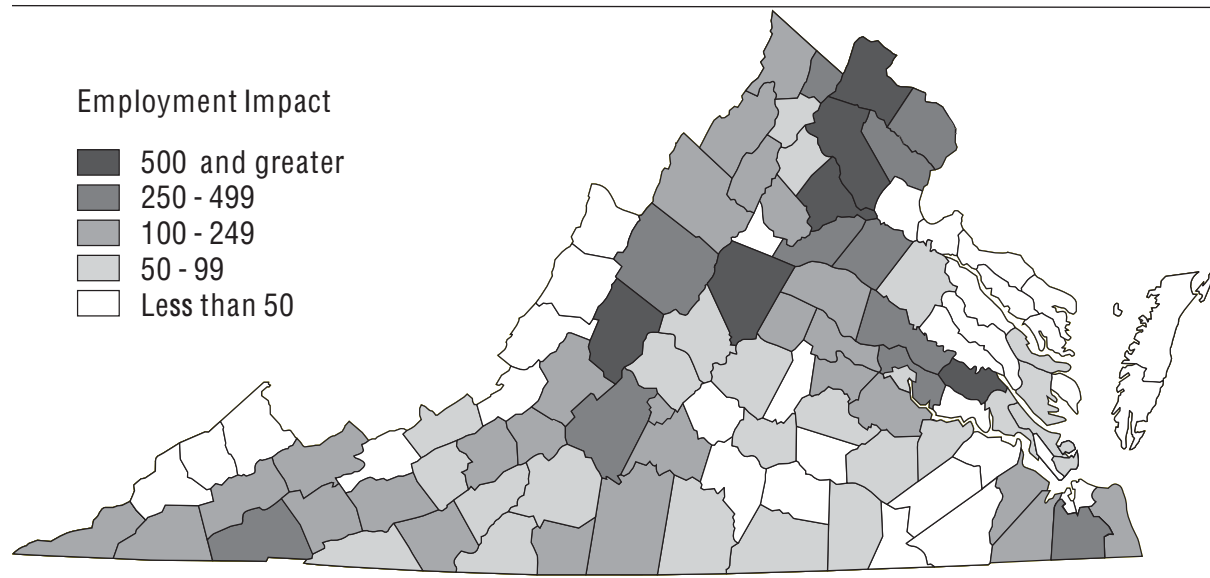 Employment Impact
500 and greater
250 - 499
100 - 249
50 - 99
Less than 50